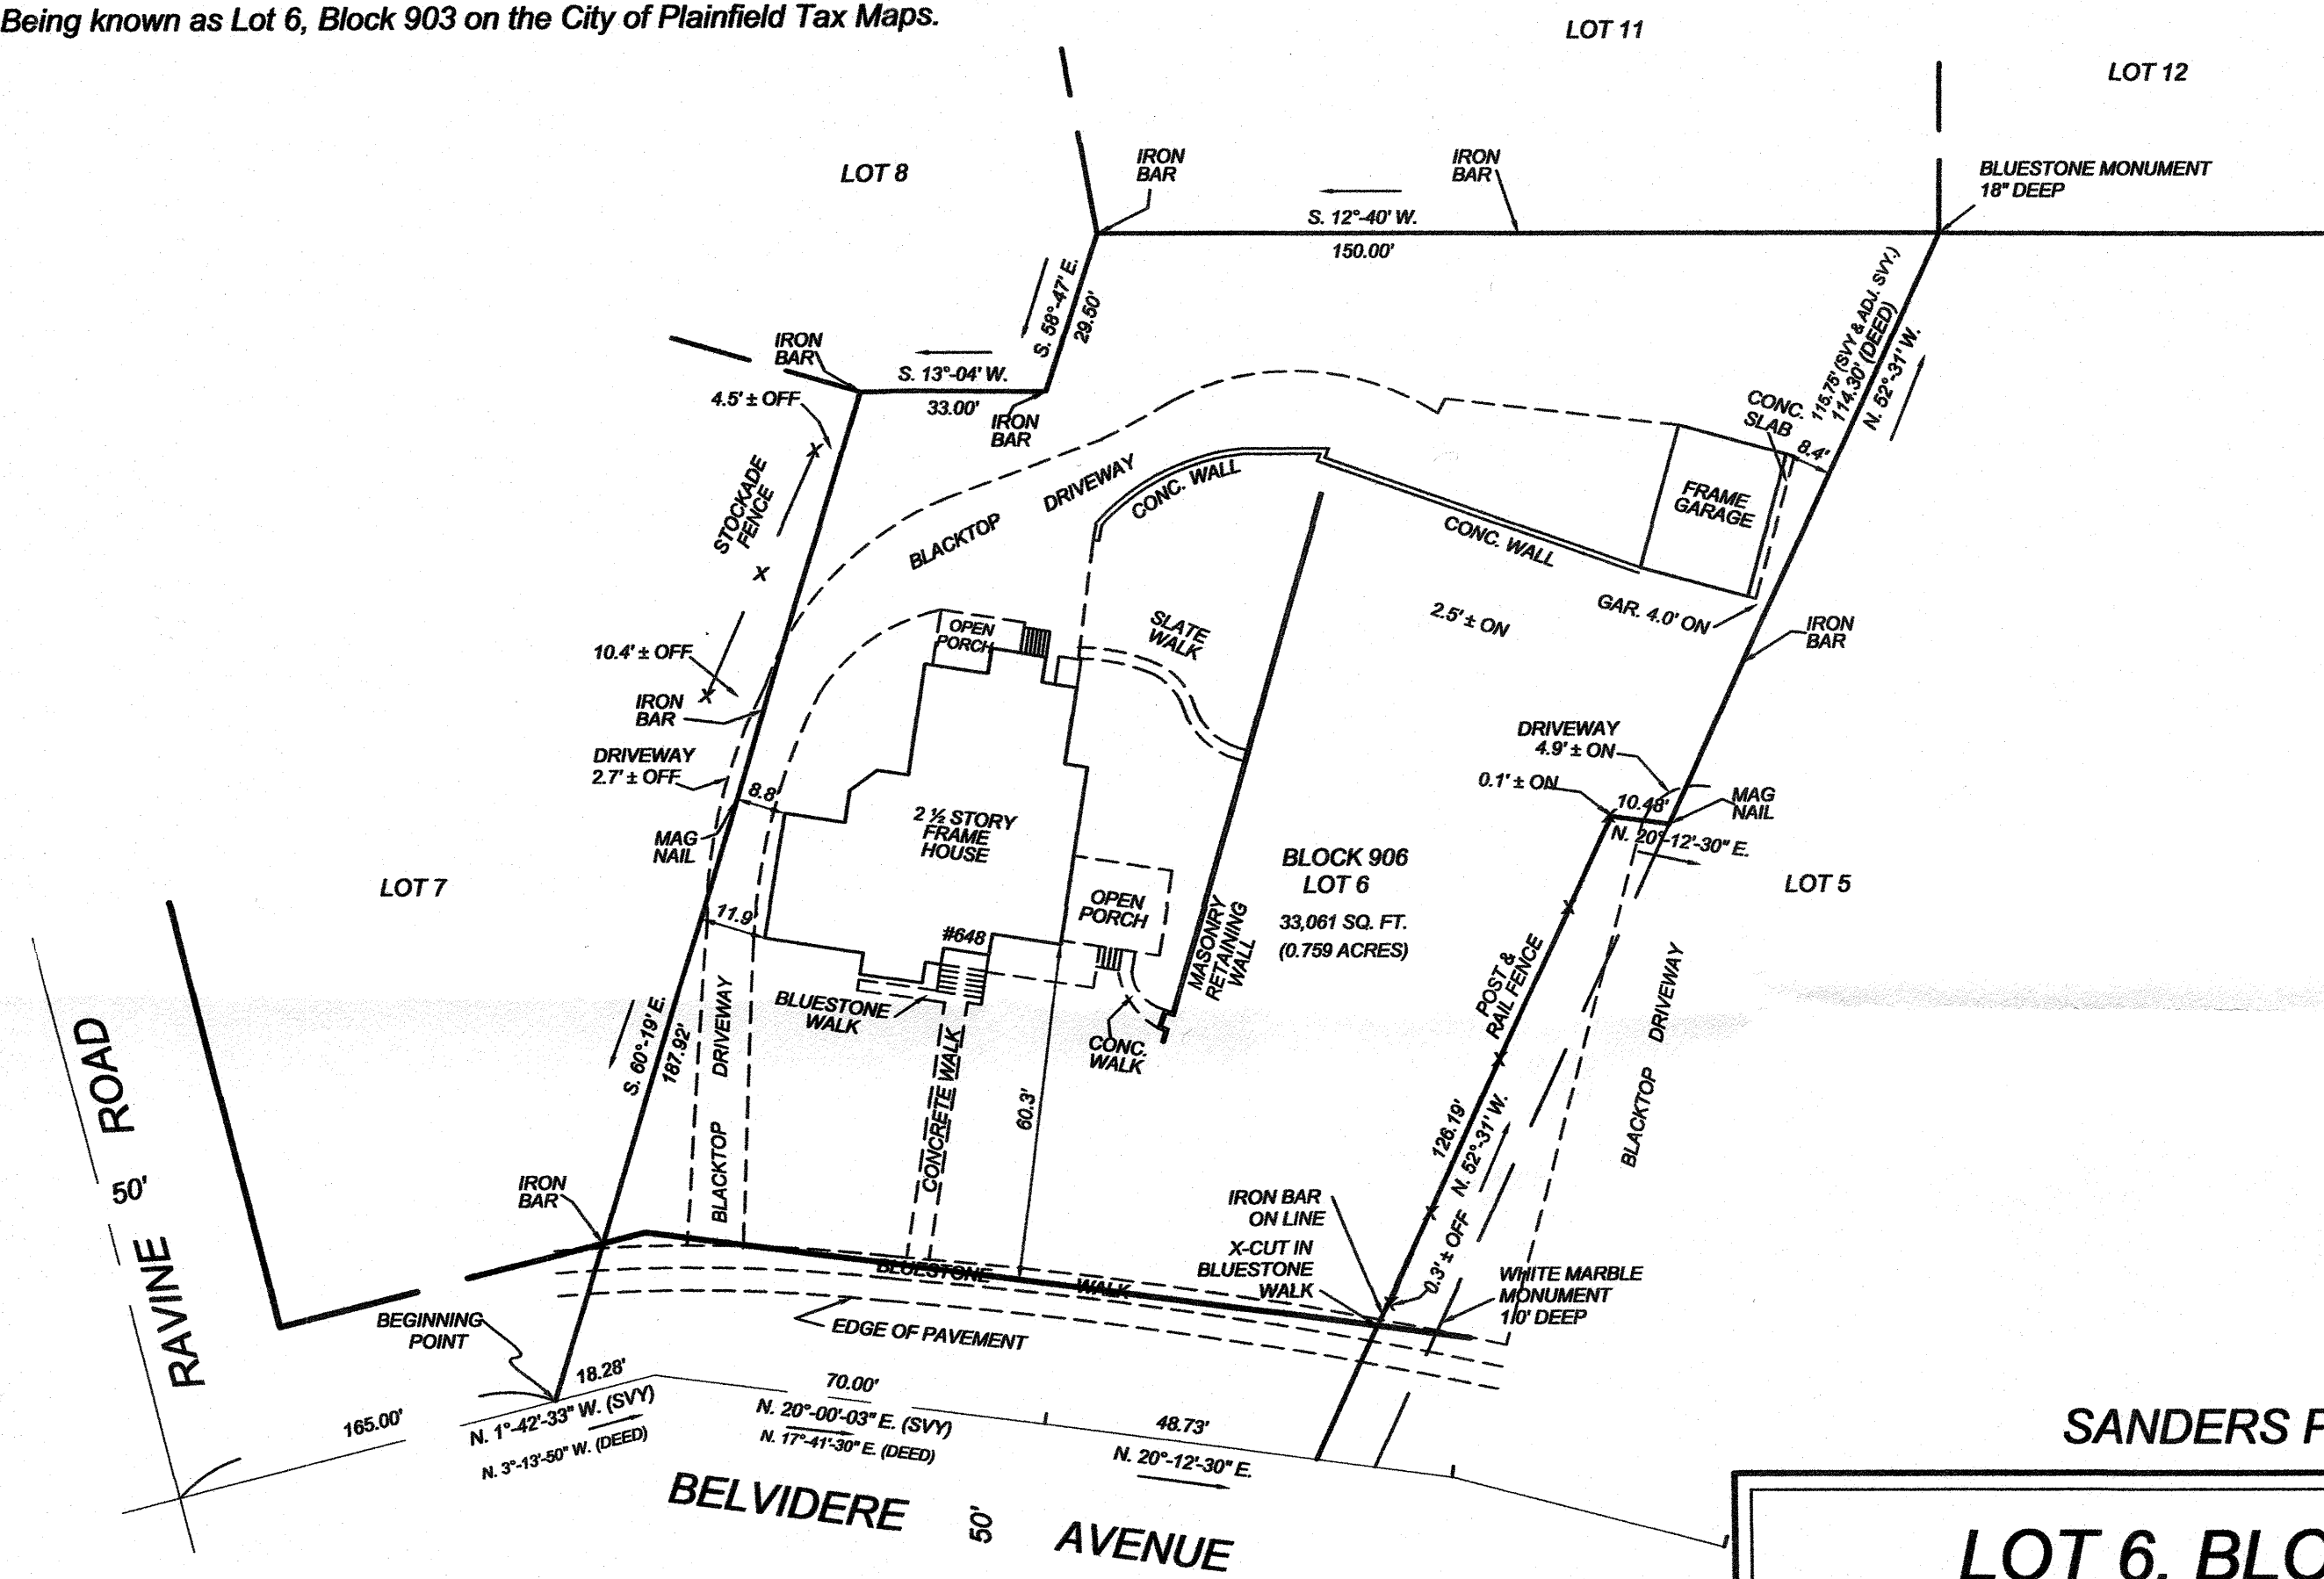 Being known as Lot 6, Block 903 on the City of Plainfield Tax Maps.
LOT 11
LOT 12
LOT 8
IRON
BAR
IRON
BAR
BLUESTONE MONUMENT
18" DEEP
S. 12°-40' W.
150.00'
S. 58°-47' E.
29.50'
IRON
BAR
S. 13°-04' W.
33.00'
IRON
BAR
4.5' ± OFF
115.75' (SVY & ADJ. SVY.)
114.30' (DEED)
N. 52°-31' W.
CONC.
SLAB
8.4'
X
STOCKADE
FENCE
X
X
BLACKTOP DRIVEWAY
CONC. WALL
CONC. WALL
FRAME
GARAGE
GAR. 4.0' ON
2.5' ± ON
IRON
BAR
OPEN
PORCH
SLATE
WALK
10.4' ± OFF
IRON
BAR
DRIVEWAY
2.7' ± OFF
8.8'
MAG
NAIL
DRIVEWAY
4.9' ± ON
0.1' ± ON
10.48'
MAG
NAIL
N. 20°-12'-30" E.
2 ½ STORY
FRAME
HOUSE
BLOCK 906
LOT 6
33,061 SQ. FT.
(0.759 ACRES)
LOT 7
LOT 5
11.9'
#648
OPEN
PORCH
MASONRY
RETAINING
WALL
X
X
POST &
RAIL FENCE
X
X
X
BLACKTOP DRIVEWAY
BLUESTONE
WALK
CONC.
WALK
S. 60°-19' E.
187.92'
BLACKTOP DRIVEWAY
CONCRETE WALK
60.3'
126.19'
N. 52°-31' W.
0.3' ± OFF
RAVINE 50' ROAD
IRON
BAR
IRON BAR
ON LINE
X-CUT IN
BLUESTONE
WALK
WHITE MARBLE
MONUMENT
1.0' DEEP
BLUESTONE WALK
EDGE OF PAVEMENT
BEGINNING
POINT
165.00'
18.28'
N. 1°-42'-33" W. (SVY)
N. 3°-13'-50" W. (DEED)
70.00'
N. 20°-00'-03" E. (SVY)
N. 17°-41'-30" E. (DEED)
48.73'
N. 20°-12'-30" E.
BELVIDERE 50' AVENUE
SANDERS P
LOT 6, BLO